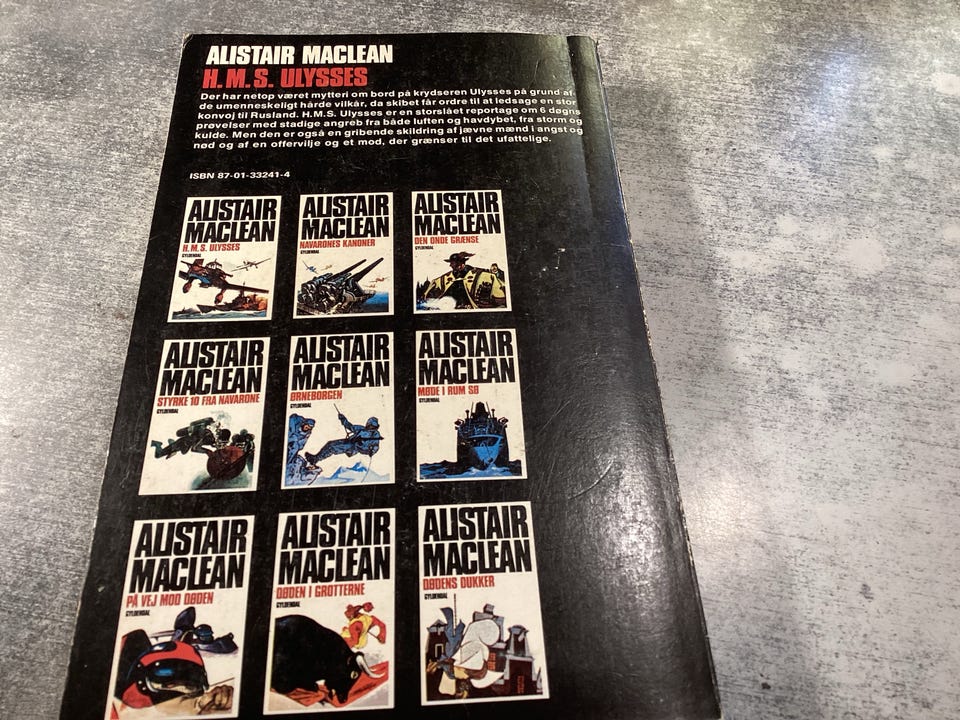 ALISTAIR MACLEAN
H.M.S. ULYSSES
Der har netop været mytteri om bord på krydseren Ulysses på grund af
de umenneskeligt hårde vilkår, da skibet får ordre til at ledsage en stor
konvoj til Rusland. H.M.S. Ulysses er en storslået reportage om 6 døgns
prøvelser med stadige angreb fra både luften og havdybet, fra storm og
kulde. Men den er også en gribende skildring af jævne mænd i angst og
nød og af en offervilje og et mod, der grænser til det ufattelige.
ISBN 87-01-33241-4
ALISTAIR
MACLEAN
H.M.S. ULYSSES
GYLDENDAL
ALISTAIR
MACLEAN
NAVARONES KANONER
GYLDENDAL
ALISTAIR
MACLEAN
DEN ONDE GRÆNSE
GYLDENDAL
ALISTAIR
MACLEAN
STYRKE 10 FRA NAVARONE
GYLDENDAL
ALISTAIR
MACLEAN
ØRNEBORGEN
GYLDENDAL
ALISTAIR
MACLEAN
MØDE I RUM SØ
GYLDENDAL
ALISTAIR
MACLEAN
PÅ VEJ MOD DØDEN
GYLDENDAL
ALISTAIR
MACLEAN
DØDEN I GROTTERNE
GYLDENDAL
ALISTAIR
MACLEAN
DØDENS DUKKER
GYLDENDAL